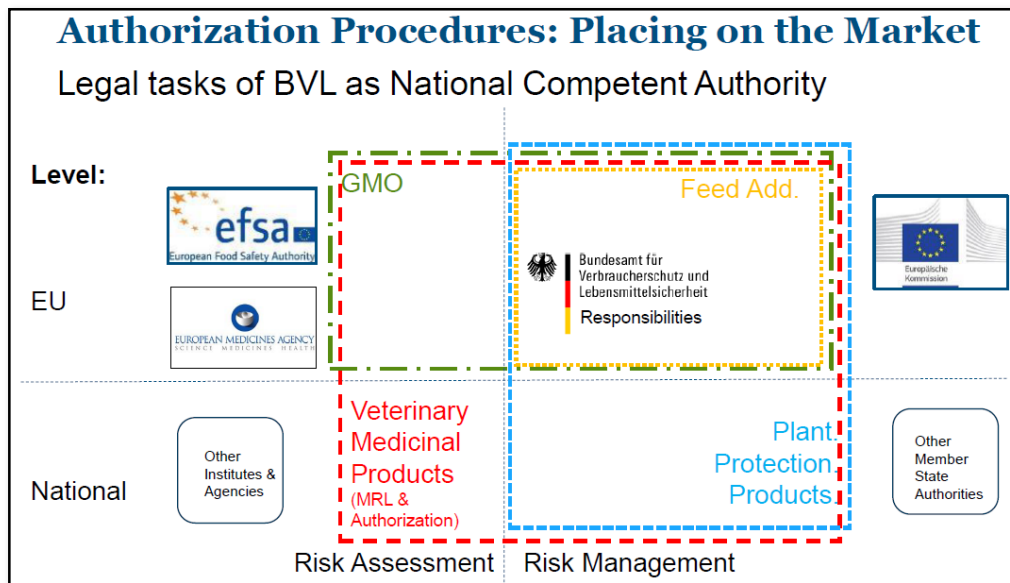 Authorization Procedures: Placing on the Market
Legal tasks of BVL as National Competent Authority
Level:
efsa
European Food Safety Authority
GMO
Feed Add.
Bundesamt für
Verbraucherschutz und
Lebensmittelsicherheit
Responsibilities
Europäische
Kommission
EU
EUROPEAN MEDICINES AGENCY
SCIENCE MEDICINES HEALTH
National
Other
Institutes &
Agencies
Veterinary
Medicinal
Products
(MRL &
Authorization)
Plant.
Protection.
Products.
Other
Member
State
Authorities
Risk Assessment
Risk Management